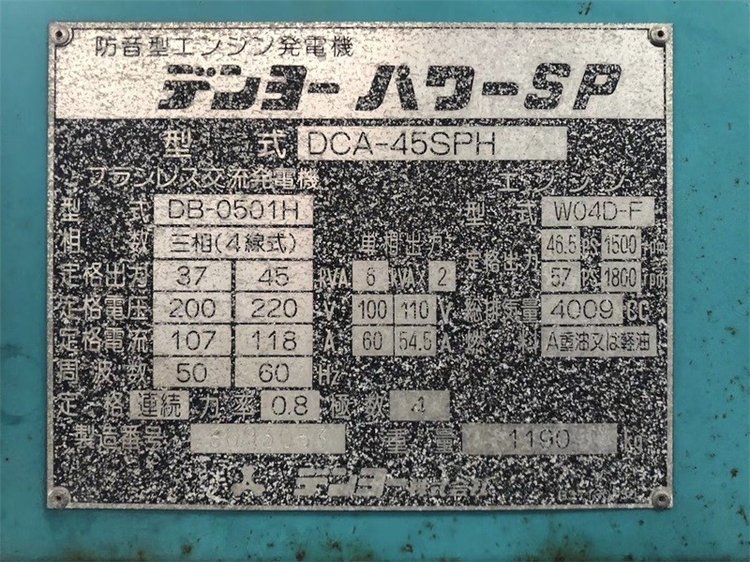 防音型エンジン発電機
デンヨーパワーSP
型式 DCA-45SPH
ブラシレス交流発電機 エンジン
型式 DB-0501H 型式 W04D-F
相数 三相(4線式) 単相出力 定格出力 46.5 PS 1500 rpm
定格出力 37 45 kVA 6 kVA× 2 57 PS 1800 rpm
定格電圧 200 220 V 100 110 V 総排気量 4009 CC
定格電流 107 118 A 60 54.5 A 燃料 A重油又は軽油
周波数 50 60 Hz
定格 連続 力率 0.8 極数 4
製造番号 重量 1190 kg
デンヨー株式会社